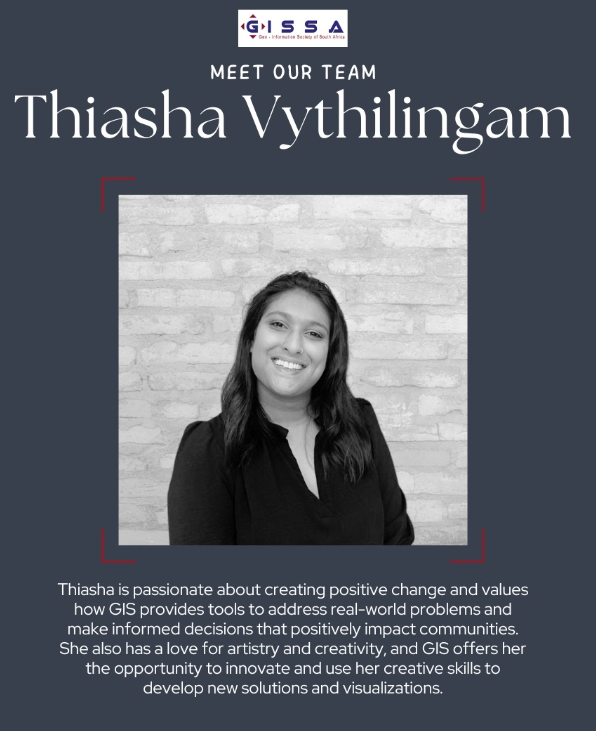 GISSA
Geo - Information Society of South Africa
MEET OUR TEAM
Thiasha Vythilingam
Thiasha is passionate about creating positive change and values
how GIS provides tools to address real-world problems and
make informed decisions that positively impact communities.
She also has a love for artistry and creativity, and GIS offers her
the opportunity to innovate and use her creative skills to
develop new solutions and visualizations.